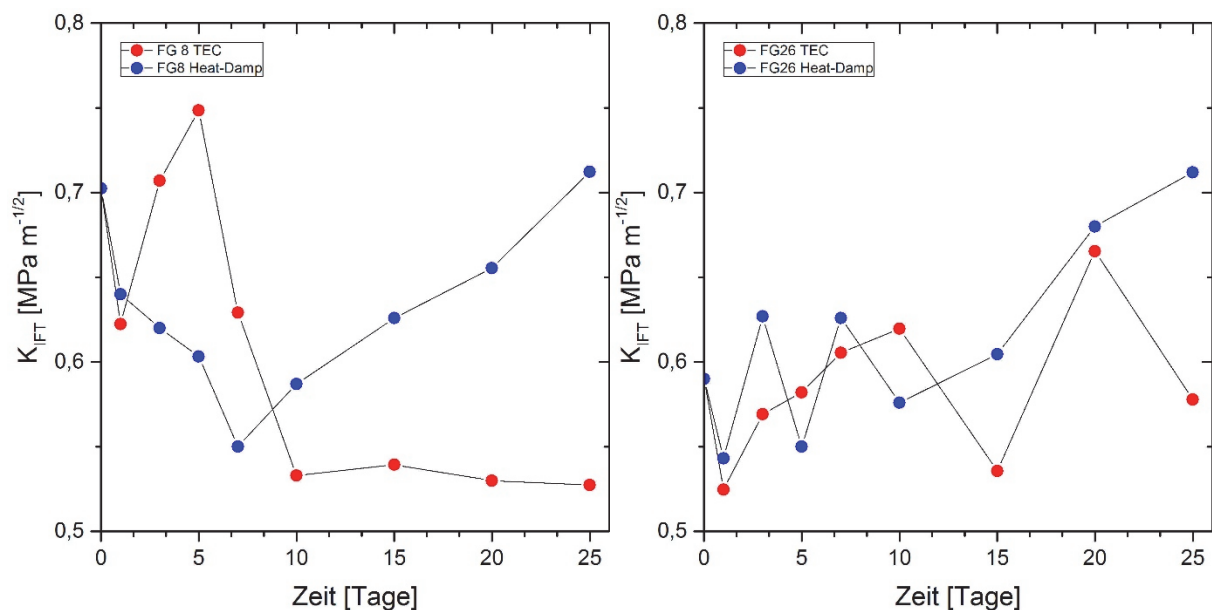 0,8
0,7
0,6
0,5
K_IFT [MPa m^-1/2]
FG 8 TEC
FG8 Heat-Damp
0 5 10 15 20 25
Zeit [Tage]
0,8
0,7
0,6
0,5
K_IFT [MPa m^-1/2]
FG26 TEC
FG26 Heat-Damp
0 5 10 15 20 25
Zeit [Tage]